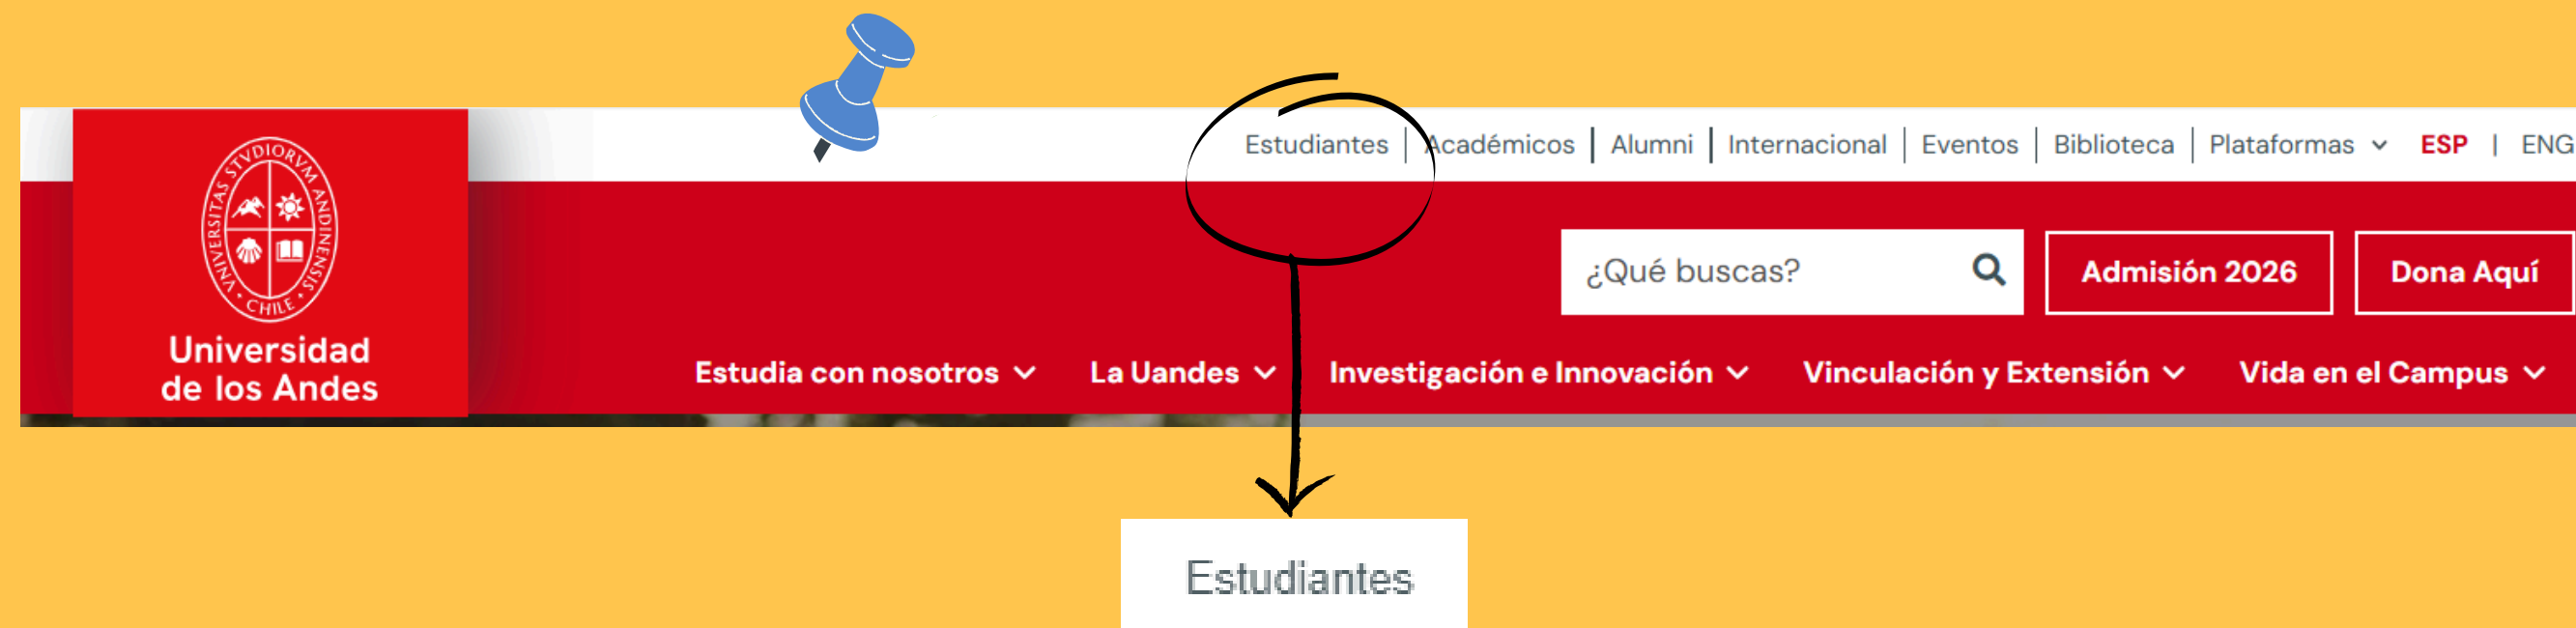 Estudiantes | Académicos | Alumni | Internacional | Eventos | Biblioteca | Plataformas ESP | ENG
VNIVERSITAS STVDIORVM ANDINENSIS
CHILE
Universidad
de los Andes
¿Qué buscas?
Admisión 2026
Dona Aquí
Estudia con nosotros
La Uandes
Investigación e Innovación
Vinculación y Extensión
Vida en el Campus
Estudiantes